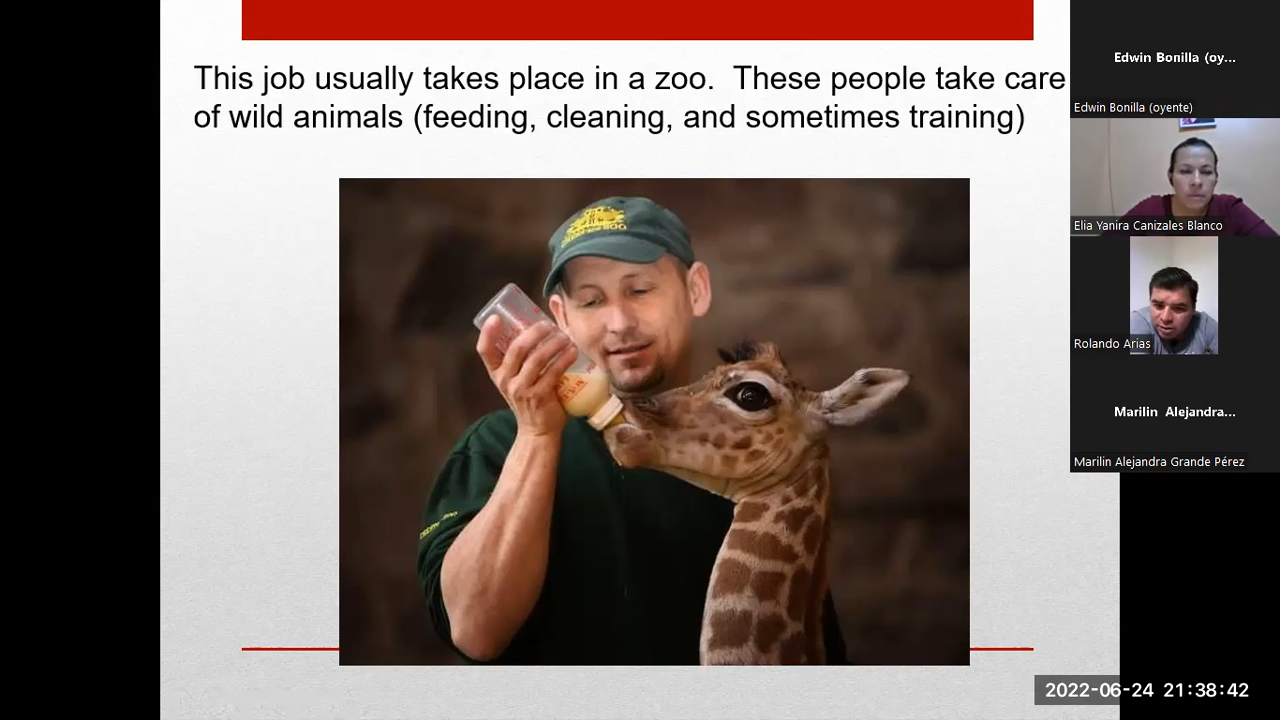 This job usually takes place in a zoo.  These people take care
of wild animals (feeding, cleaning, and sometimes training)
Edwin Bonilla (oy...
Edwin Bonilla (oyente)
Elia Yanira Canizales Blanco
Rolando Arias
Marilin  Alejandra...
Marilin Alejandra Grande Pérez
2022-06-24 21:38:42